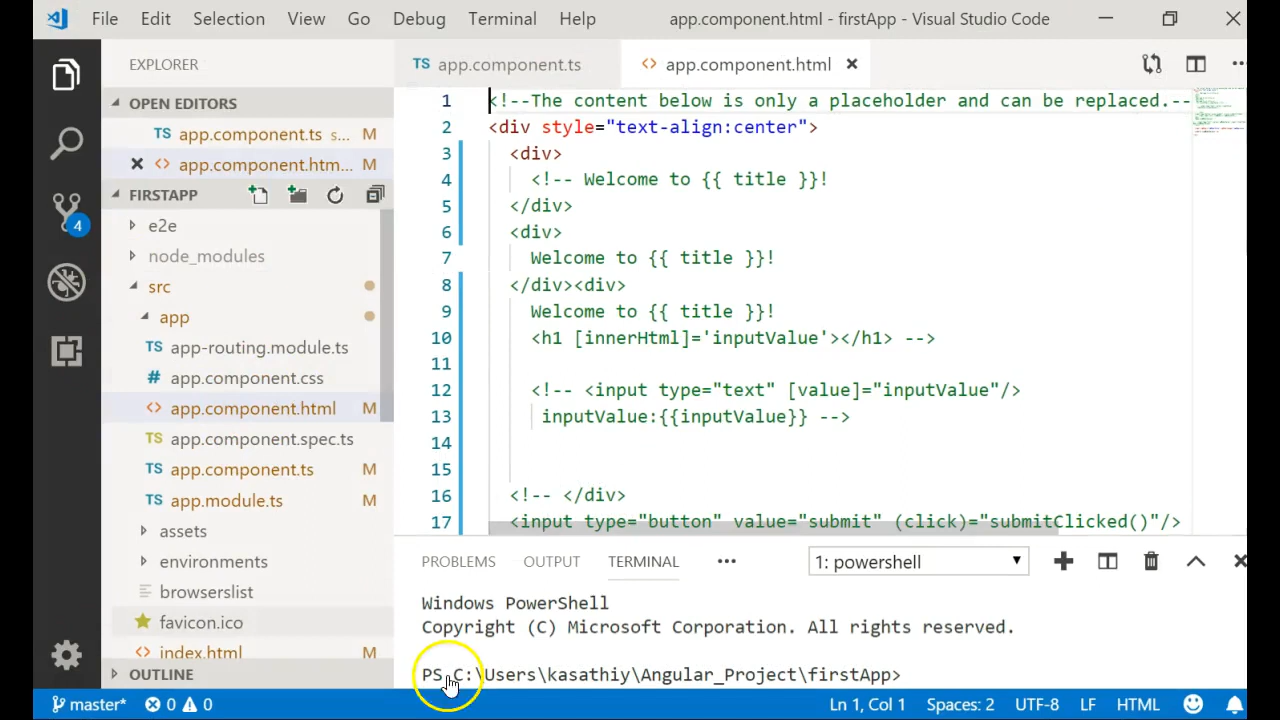 File Edit Selection View Go Debug Terminal Help app.component.html - firstApp - Visual Studio Code
EXPLORER
OPEN EDITORS
TS app.component.ts s... M
<> app.component.htm... M
FIRSTAPP
e2e
node_modules
src
app
TS app-routing.module.ts
# app.component.css
<> app.component.html M
TS app.component.spec.ts
TS app.component.ts M
TS app.module.ts M
assets
environments
browserslist
favicon.ico
<> index.html M
OUTLINE
4
TS app.component.ts <> app.component.html
1 <!--The content below is only a placeholder and can be replaced.--
2 <div style="text-align:center">
3 <div>
4 <!-- Welcome to {{ title }}!
5 </div>
6 <div>
7 Welcome to {{ title }}!
8 </div><div>
9 Welcome to {{ title }}!
10 <h1 [innerHtml]='inputValue'></h1> -->
11
12 <!-- <input type="text" [value]="inputValue"/>
13 inputValue:{{inputValue}} -->
14
15
16 <!-- </div>
17 <input type="button" value="submit" (click)="submitClicked()"/>
PROBLEMS OUTPUT TERMINAL ... 1: powershell
Windows PowerShell
Copyright (C) Microsoft Corporation. All rights reserved.
PS C:\Users\kasathiy\Angular_Project\firstApp>
master* 0 0 Ln 1, Col 1 Spaces: 2 UTF-8 LF HTML